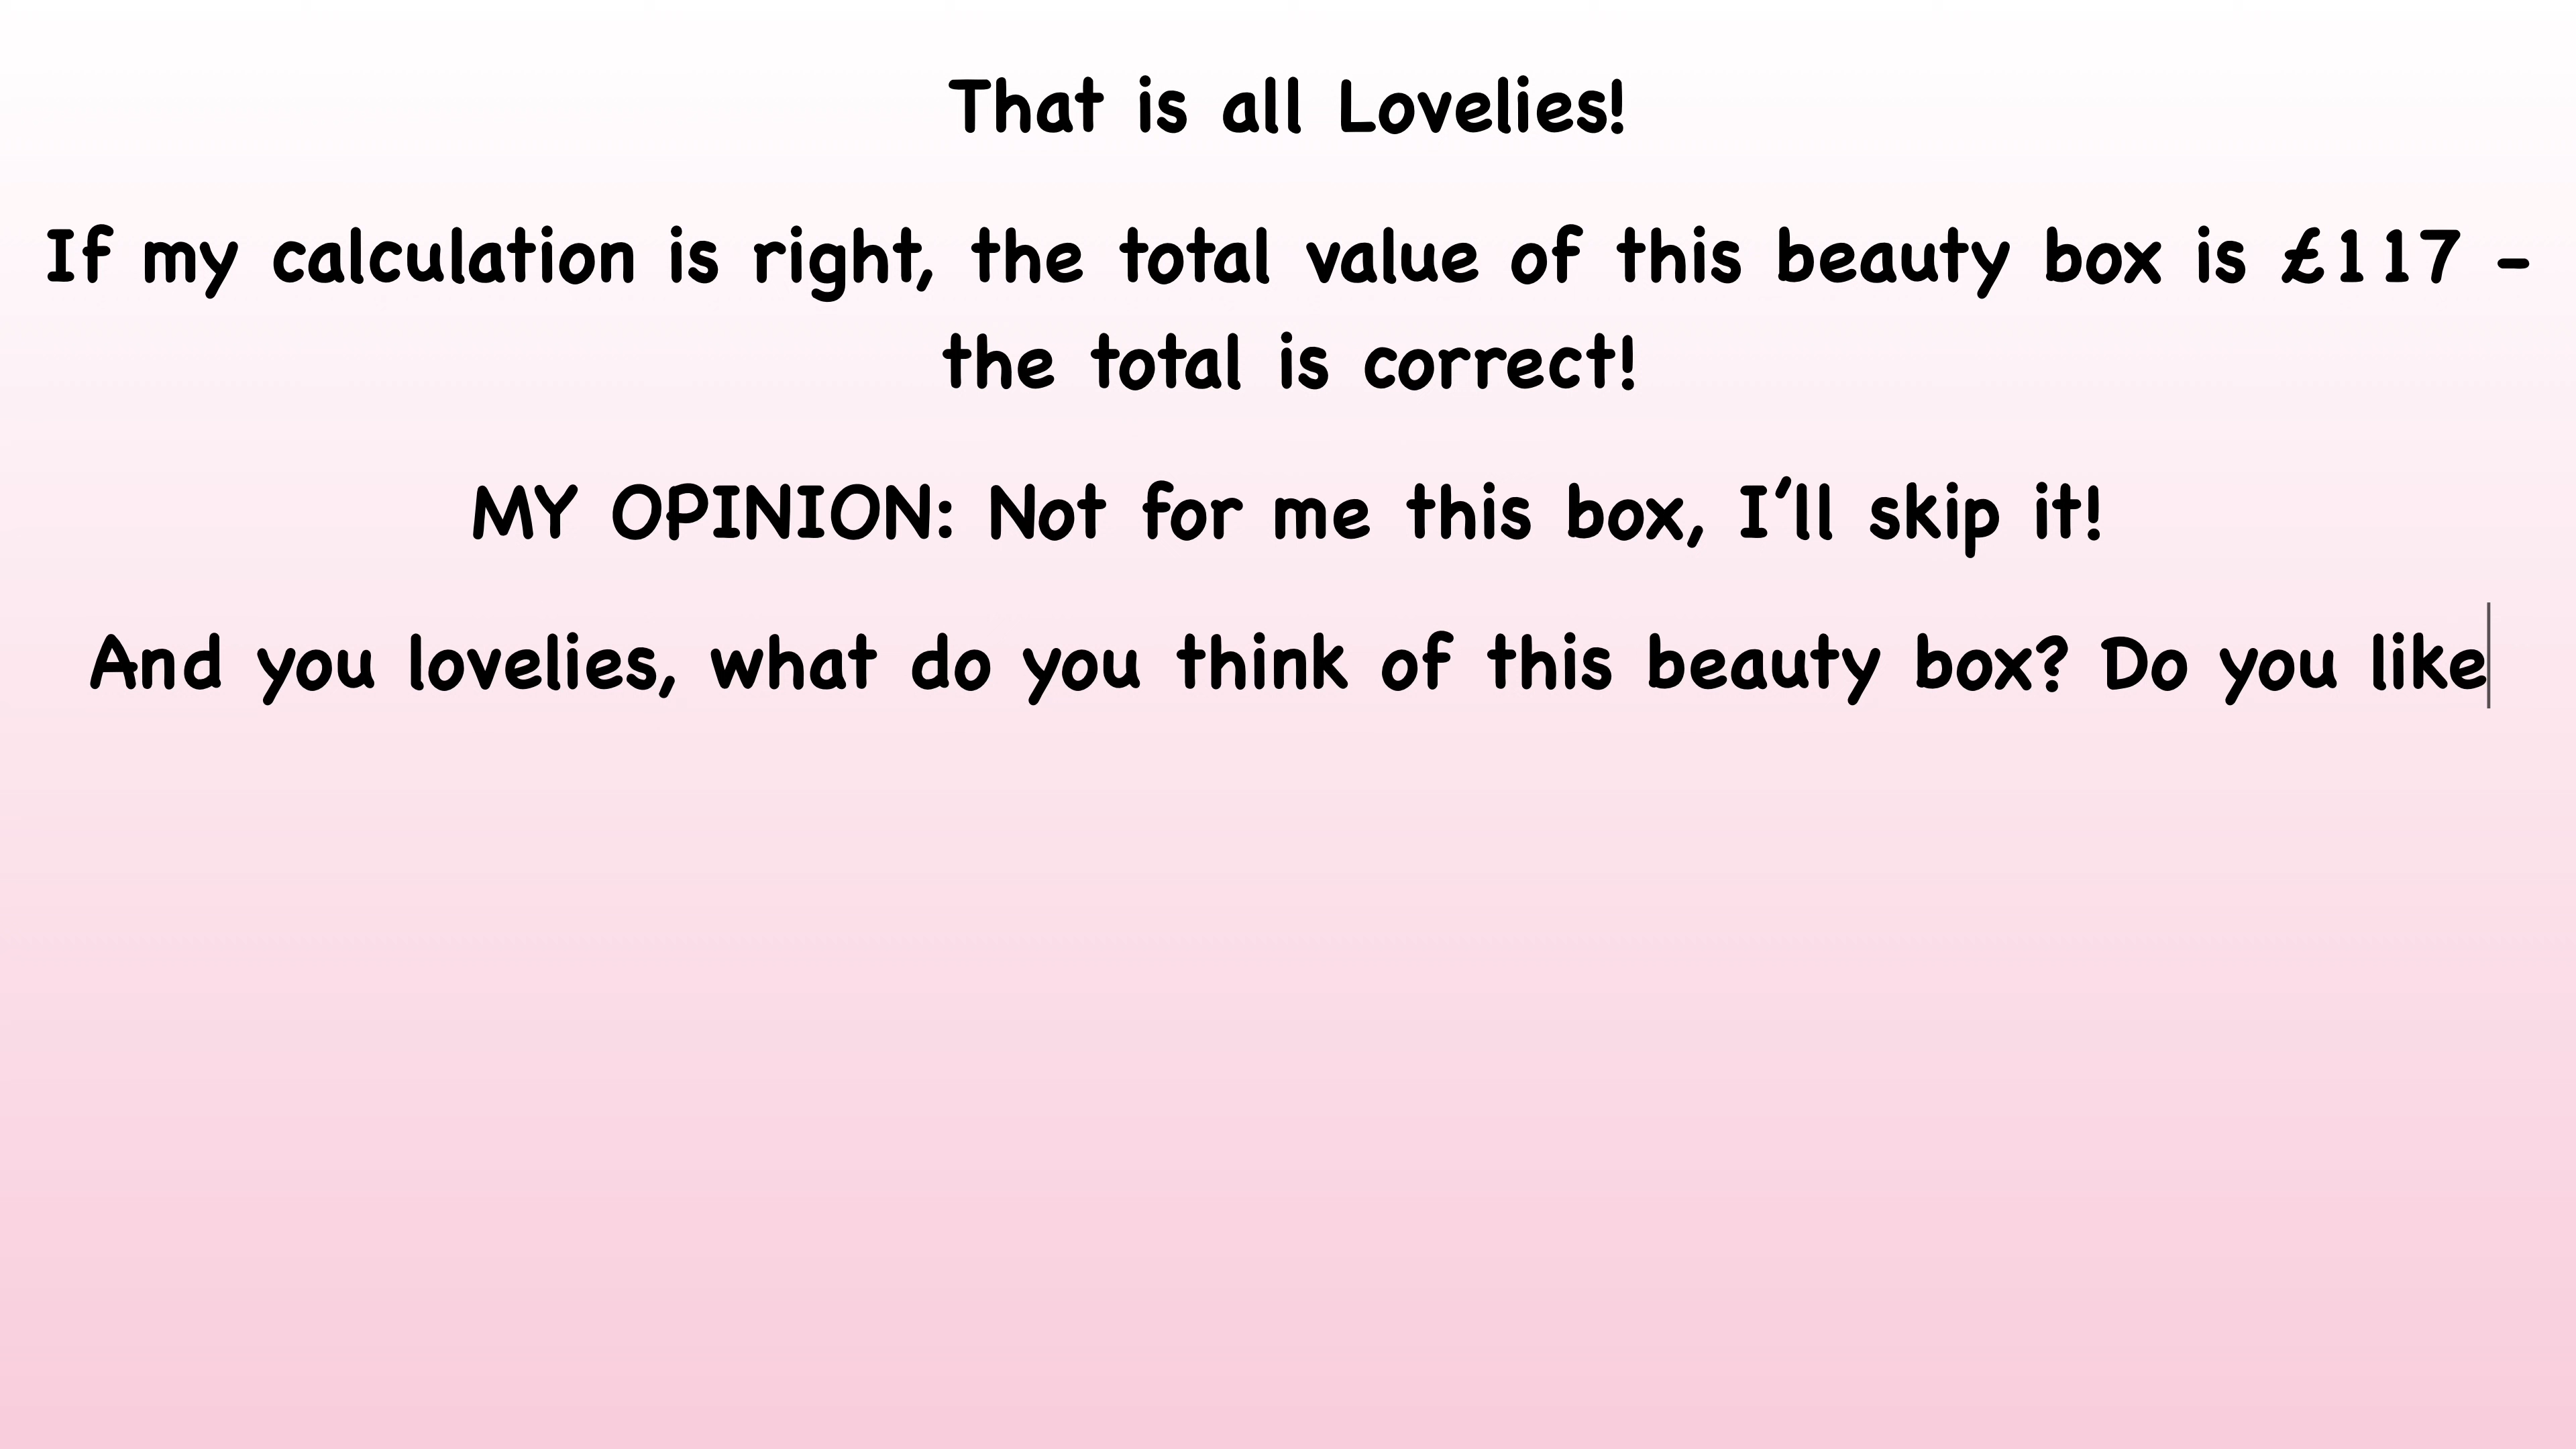 That is all Lovelies!
If my calculation is right, the total value of this beauty box is £117 -
the total is correct!
MY OPINION: Not for me this box, I’ll skip it!
And you lovelies, what do you think of this beauty box? Do you like